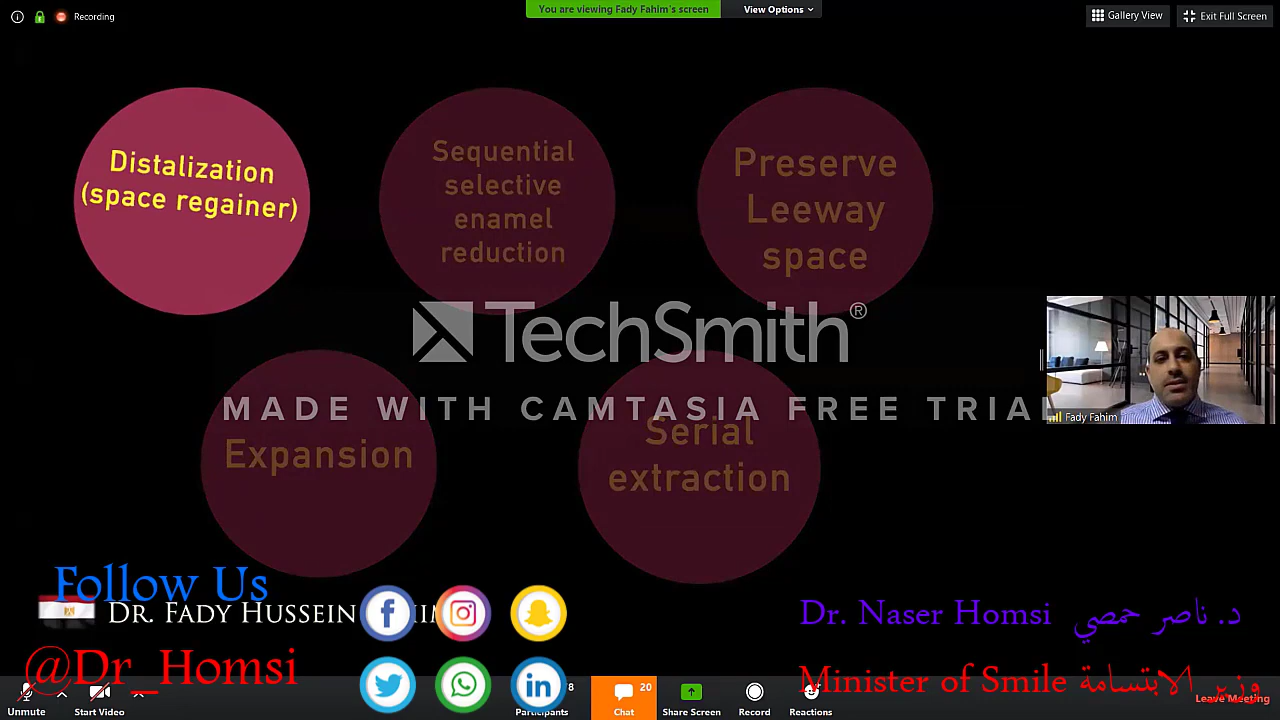 Recording
You are viewing Fady Fahim's screen
View Options
Gallery View
Exit Full Screen
Distalization
(space regainer)
Sequential
selective
enamel
reduction
Preserve
Leeway
space
TechSmith®
MADE WITH CAMTASIA FREE TRIAL
Fady Fahim
Expansion
Serial
extraction
Follow Us
DR. FADY HUSSEIN
@Dr_Homsi
Dr. Naser Homsi د. ناصر حمصي
Minister of Smile وزير الابتسامة
Unmute
Start Video
8
Participants
20
Chat
Share Screen
Record
Reactions
Leave Meeting